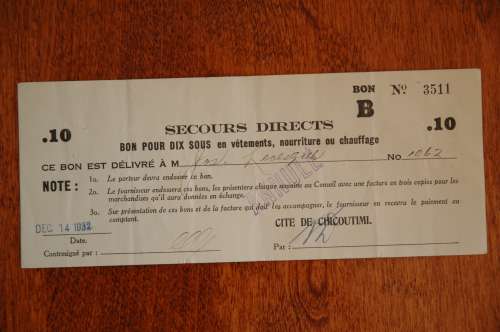 BON Nº 3511
B
.10 SECOURS DIRECTS .10
BON POUR DIX SOUS en vêtements, nourriture ou chauffage
CE BON EST DÉLIVRÉ À M No 1062
NOTE :
1o. Le porteur devra endosser ce bon.
2o. Le fournisseur endossera ces bons, les présentera chaque semaine au Conseil avec une facture en trois copies pour les
marchandises qu'il aura données en échange.
3o. Sur présentation de ces bons et de la facture qui doit les accompagner, le fournisseur en recevra le paiement au
comptant.
ANNULÉ
DEC 14 1932
CITE DE CHICOUTIMI.
Date.
Contresigné par : Par :